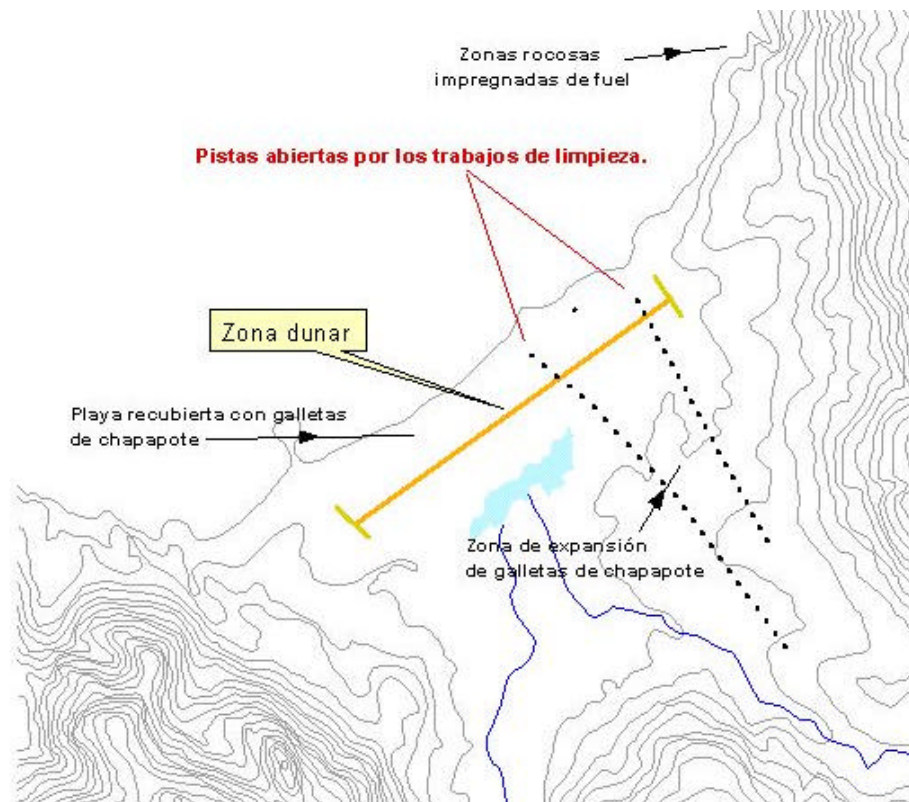 Zonas rocosas
impregnadas de fuel
Pistas abiertas por los trabajos de limpieza.
Zona dunar
Playa recubierta con galletas
de chapapote
Zona de expansión
de galletas de chapapote